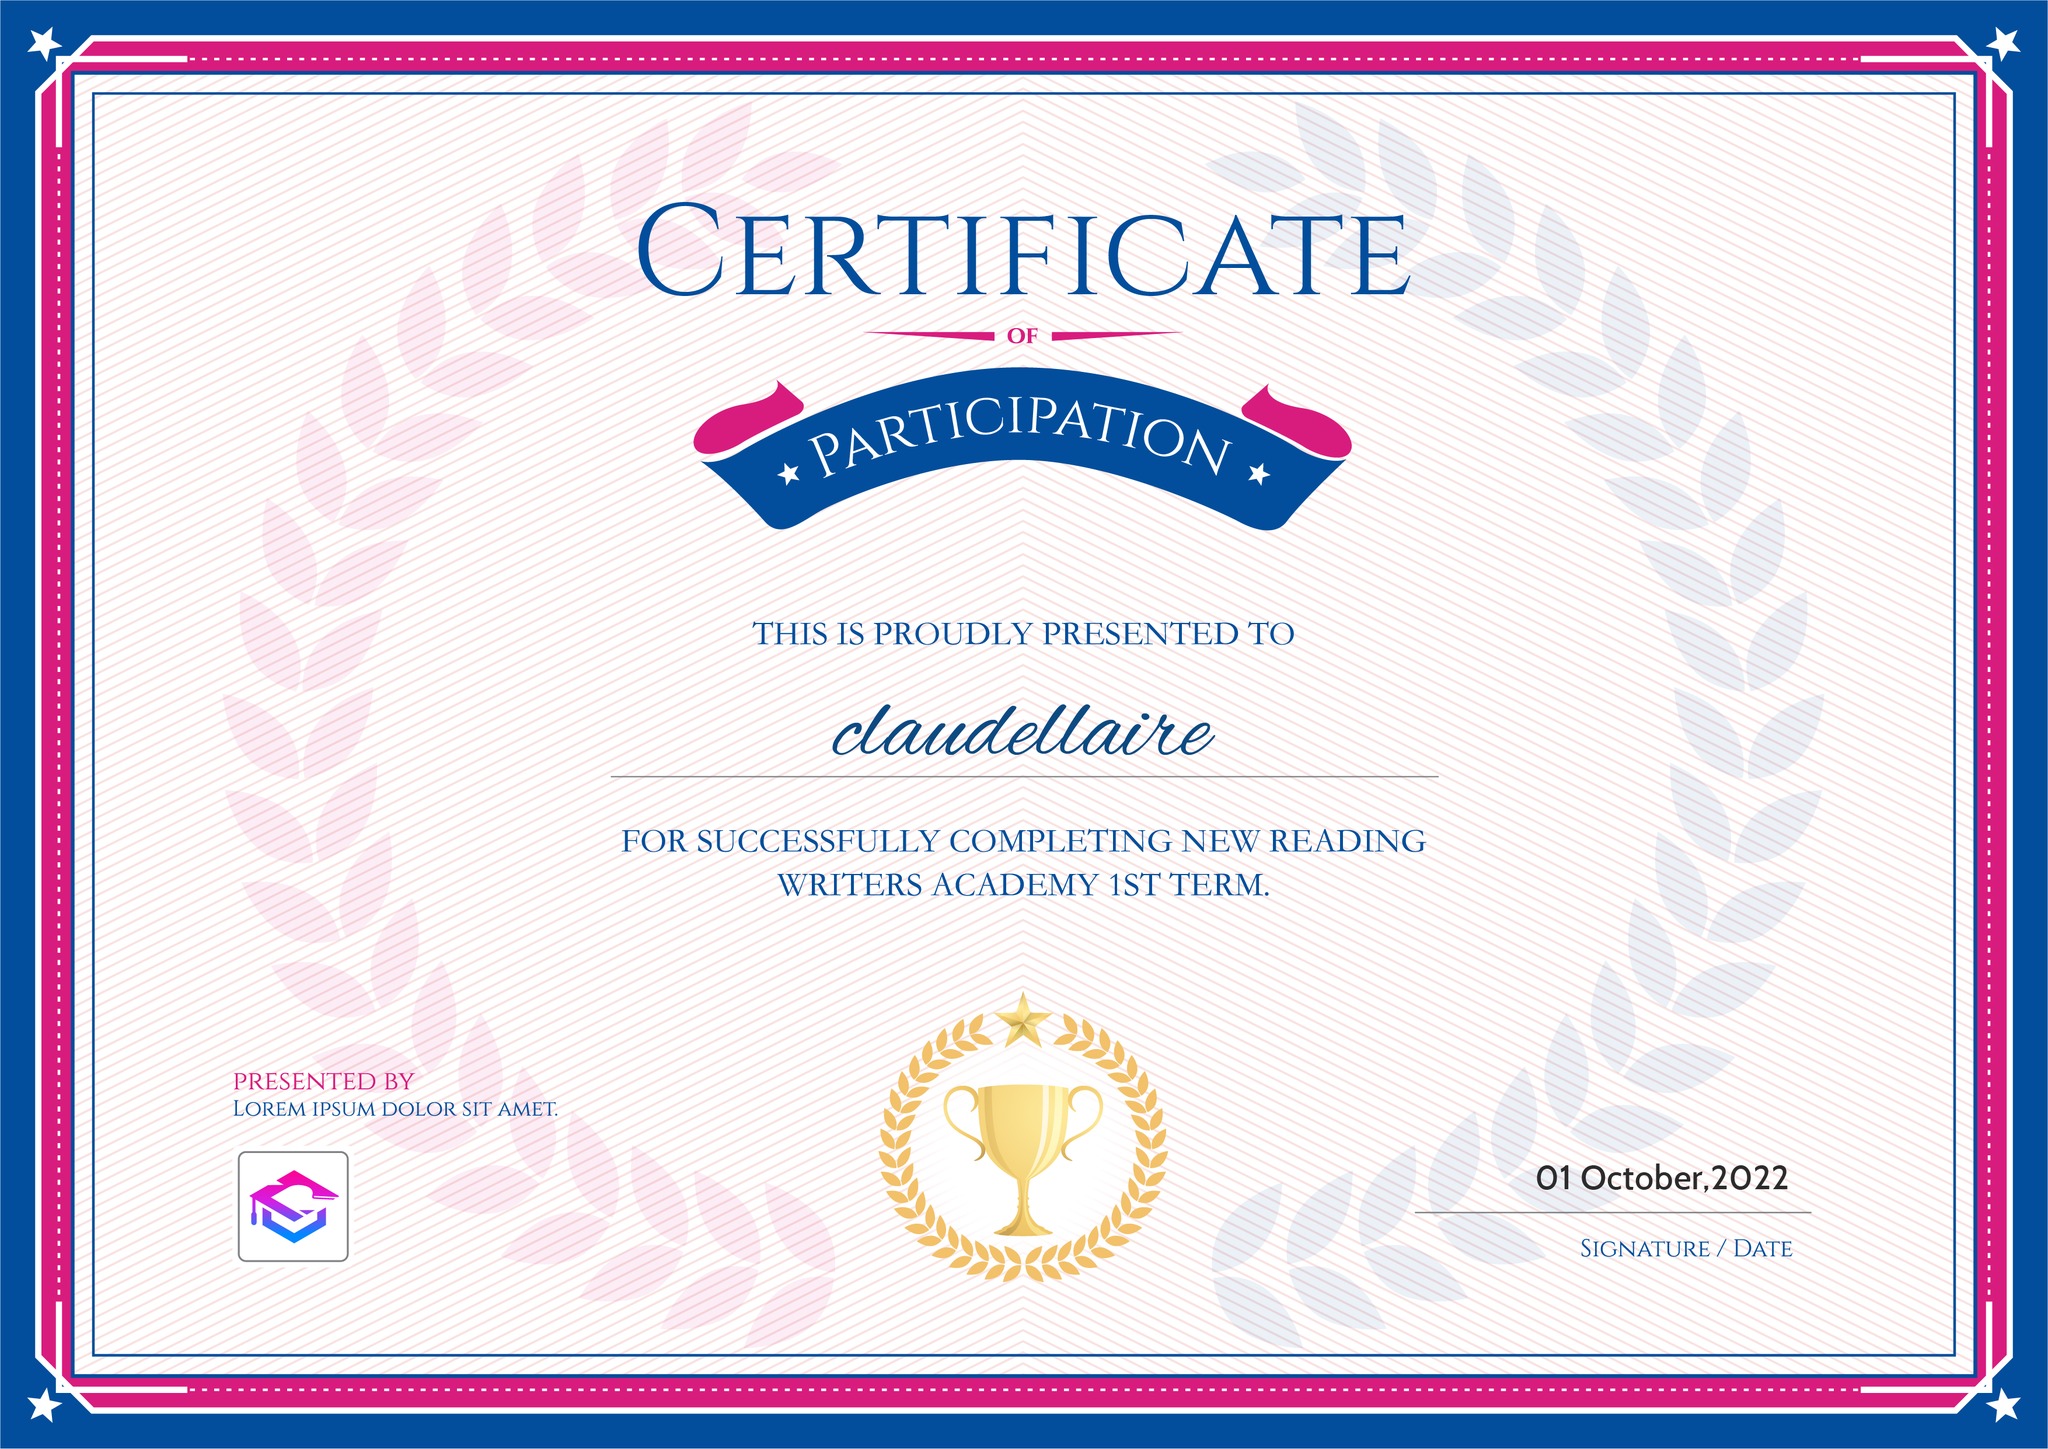 CERTIFICATE
OF
PARTICIPATION
THIS IS PROUDLY PRESENTED TO
claudellaire
FOR SUCCESSFULLY COMPLETING NEW READING
WRITERS ACADEMY 1ST TERM.
PRESENTED BY
LOREM IPSUM DOLOR SIT AMET.
01 October,2022
SIGNATURE / DATE